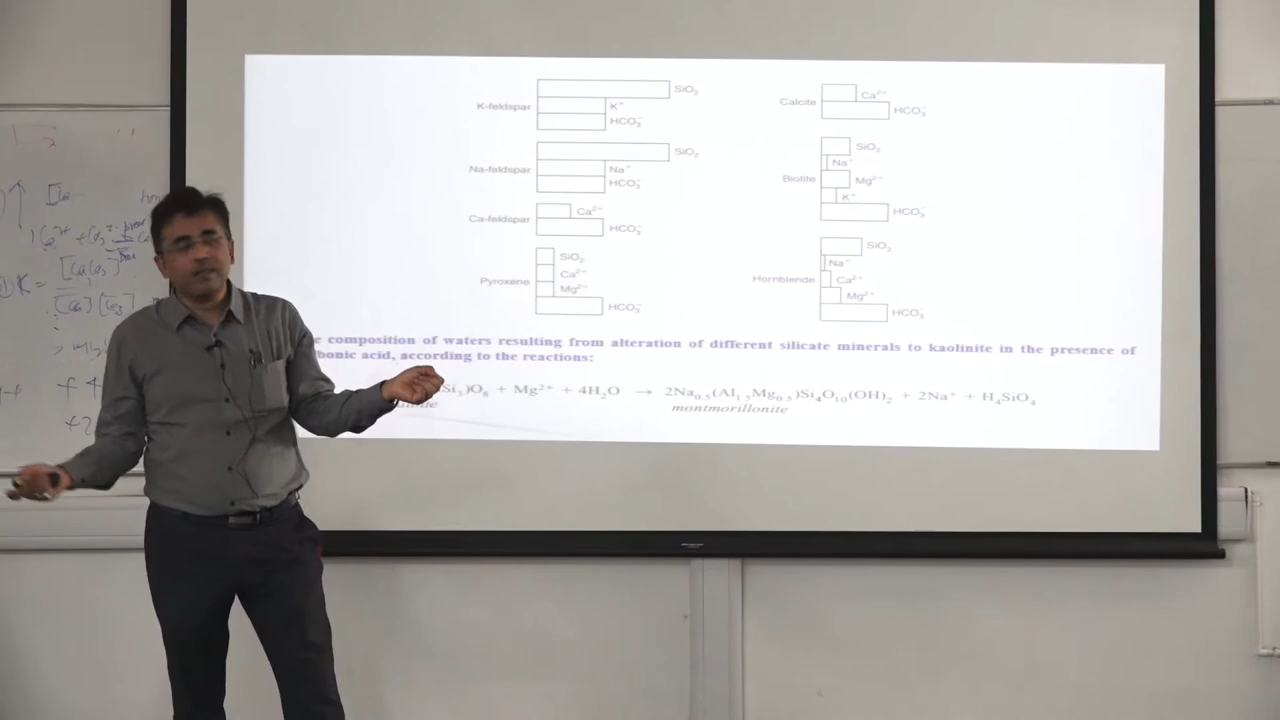 SiO₂
K-feldspar
K⁺
HCO₃⁻
SiO₂
Na-feldspar
Na⁺
HCO₃⁻
Ca-feldspar
Ca²⁺
HCO₃⁻
SiO₂
Pyroxene
Ca²⁺
Mg²⁺
HCO₃⁻
Calcite
Ca²⁺
HCO₃⁻
SiO₂
Na⁺
Biotite
Mg²⁺
K⁺
HCO₃⁻
SiO₂
Na⁺
Hornblende
Ca²⁺
Mg²⁺
HCO₃⁻
composition of waters resulting from alteration of different silicate minerals to kaolinite in the presence of
acid, according to the reactions:
Si₃)O₈ + Mg²⁺ + 4H₂O → 2Na₀.₅(Al₁.₅Mg₀.₅)Si₄O₁₀(OH)₂ + 2Na⁺ + H₄SiO₄
montmorillonite